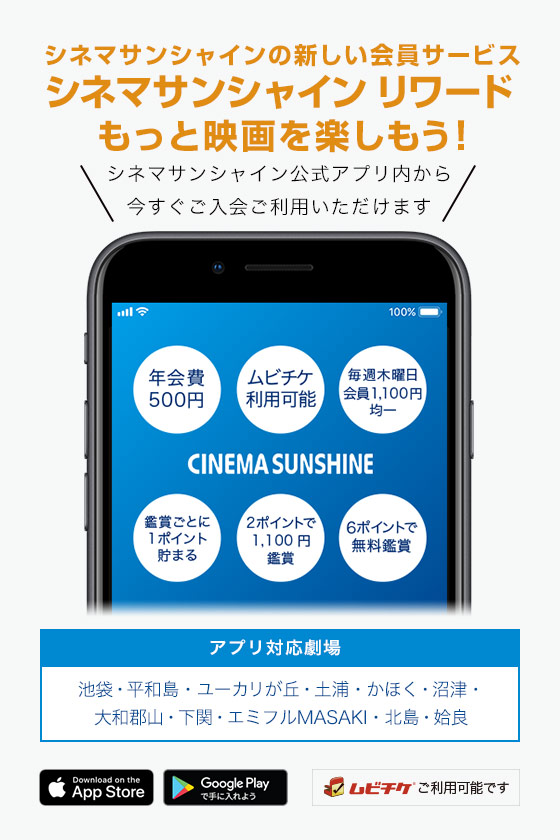 シネマサンシャインの新しい会員サービス
シネマサンシャイン リワード
もっと映画を楽しもう！
シネマサンシャイン公式アプリ内から
今すぐご入会ご利用いただけます
100%
年会費
500円
ムビチケ
利用可能
毎週木曜日
会員1,100円
均一
CINEMA SUNSHINE
鑑賞ごとに
1ポイント
貯まる
2ポイントで
1,100 円
鑑賞
6ポイントで
無料鑑賞
アプリ対応劇場
池袋・平和島・ユーカリが丘・土浦・かほく・沼津・
大和郡山・下関・エミフルMASAKI・北島・姶良
Download on the
App Store
Google Play
で手に入れよう
ムビチケ ご利用可能です